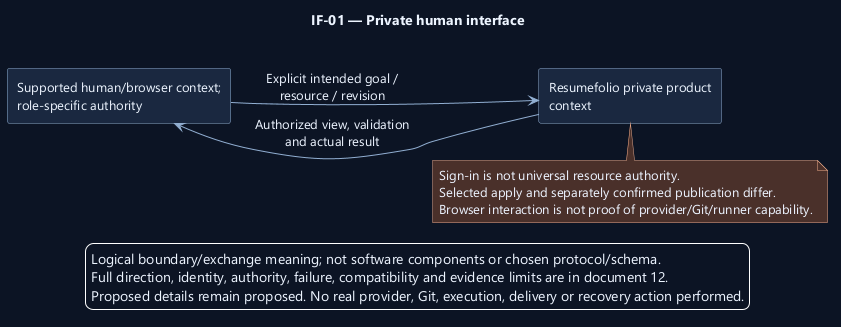 IF-01 — Private human interface
Supported human/browser context;
role-specific authority
Explicit intended goal /
resource / revision
Authorized view, validation
and actual result
Resumefolio private product
context
Sign-in is not universal resource authority.
Selected apply and separately confirmed publication differ.
Browser interaction is not proof of provider/Git/runner capability.
Logical boundary/exchange meaning; not software components or chosen protocol/schema.
Full direction, identity, authority, failure, compatibility and evidence limits are in document 12.
Proposed details remain proposed. No real provider, Git, execution, delivery or recovery action performed.